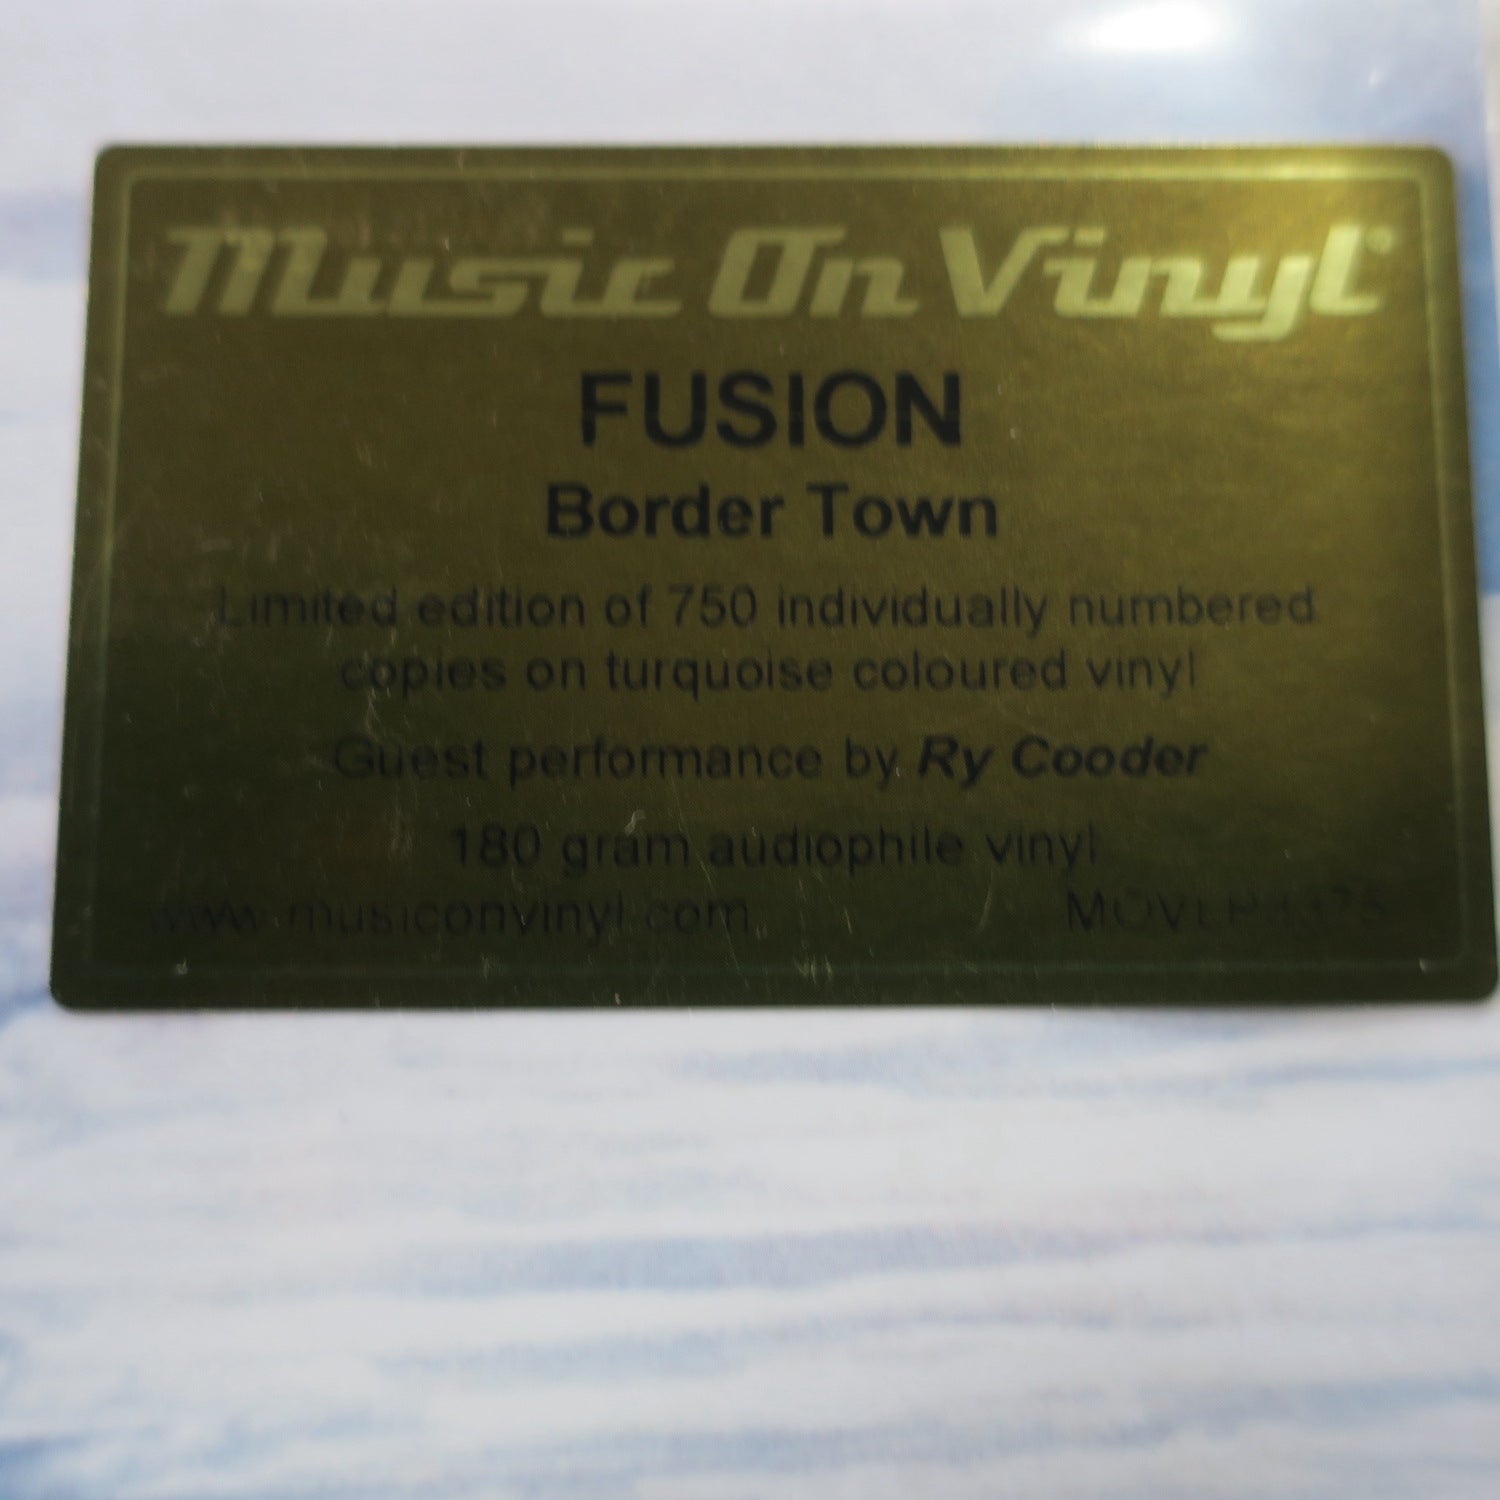 Music On Vinyl®
FUSION
Border Town
Limited edition of 750 individually numbered
copies on turquoise coloured vinyl
Guest performance by Ry Cooder
180 gram audiophile vinyl
www.musiconvinyl.com